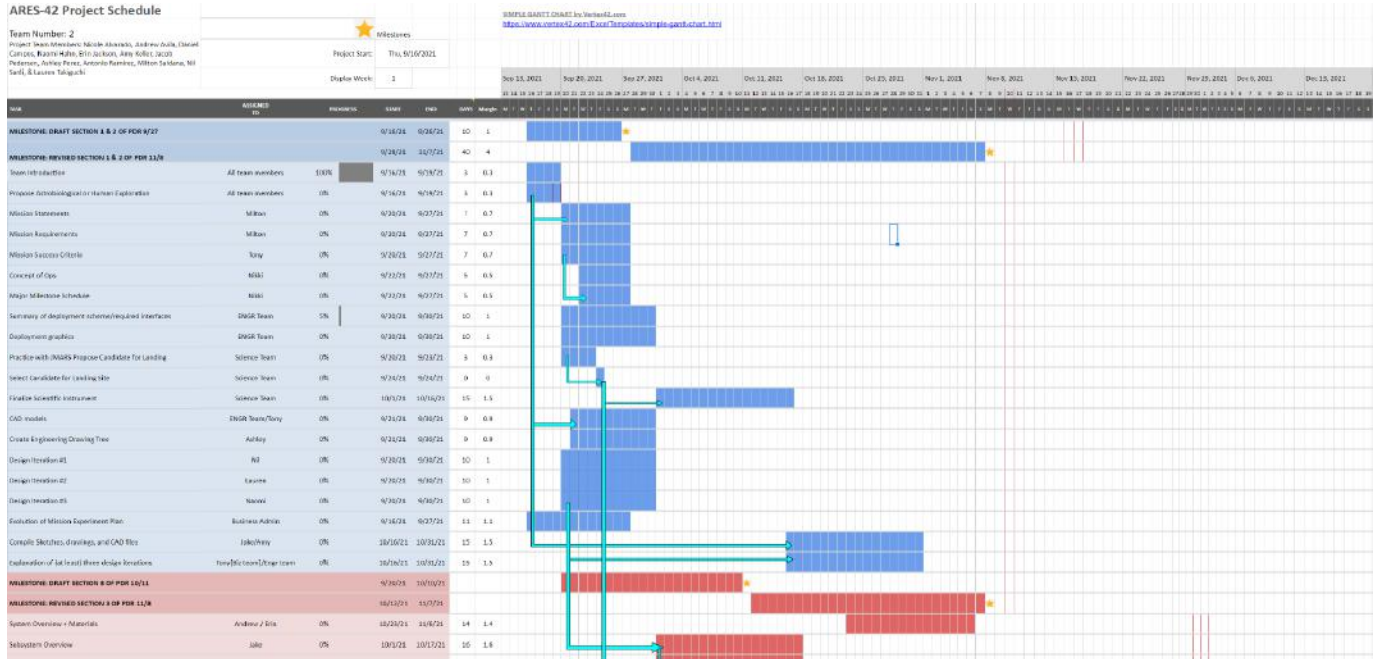 ARES-42 Project Schedule
SIMPLE GANTT CHART by Vertex42.com
https://www.vertex42.com/ExcelTemplates/simple-gantt-chart.html
Team Number: 2
Milestones
Project Team Members: Nicole Alvarado, Andrew Avila, Daniel
Campos, Naomi Hahn, Erin Jackson, Amy Keller, Jacob
Pedersen, Ashley Perez, Antonio Ramirez, Milton Saldana, Nil
& Lauren Takiguchi
Project Start: Thu, 9/16/2021
Display Week: 1
Sep 13, 2021 Sep 20, 2021 Sep 27, 2021 Oct 4, 2021 Oct 11, 2021 Oct 18, 2021 Oct 25, 2021 Nov 1, 2021 Nov 8, 2021 Nov 15, 2021 Nov 22, 2021 Nov 29, 2021 Dec 6, 2021 Dec 13, 2021
TASK ASSIGNED TO PROGRESS START END DAYS Margin
MILESTONE: DRAFT SECTION 1 & 2 OF PDR 9/27 9/16/21 9/26/21 10 1
MILESTONE: REVISED SECTION 1 & 2 OF PDR 11/8 9/28/21 11/7/21 40 4
Team Introduction All team members 100% 9/16/21 9/19/21 3 0.3
Propose Astrobiological or Human Exploration All team members 0% 9/16/21 9/19/21 3 0.3
Mission Statements Milton 0% 9/20/21 9/27/21 7 0.7
Mission Requirements Milton 0% 9/20/21 9/27/21 7 0.7
Mission Success Criteria Tony 0% 9/20/21 9/27/21 7 0.7
Concept of Ops Nikki 0% 9/22/21 9/27/21 5 0.5
Major Milestone Schedule Nikki 0% 9/22/21 9/27/21 5 0.5
Summary of deployment scheme/required interfaces ENGR Team 5% 9/20/21 9/30/21 10 1
Deployment graphics ENGR Team 0% 9/20/21 9/30/21 10 1
Practice with JMARS Propose Candidate for Landing Science Team 0% 9/20/21 9/23/21 3 0.3
Select Candidate for Landing Site Science Team 0% 9/24/21 9/24/21 0 0
Finalize Scientific Instrument Science Team 0% 10/1/21 10/16/21 15 1.5
CAD models ENGR Team/Tony 0% 9/21/21 9/30/21 9 0.9
Create Engineering Drawing Tree Ashley 0% 9/21/21 9/30/21 9 0.9
Design Iteration #1 Nil 0% 9/20/21 9/30/21 10 1
Design Iteration #2 Lauren 0% 9/20/21 9/30/21 10 1
Design Iteration #3 Naomi 0% 9/20/21 9/30/21 10 1
Evolution of Mission Experiment Plan Business Admin 0% 9/16/21 9/27/21 11 1.1
Compile Sketches, drawings, and CAD files Jake/Amy 0% 10/16/21 10/31/21 15 1.5
Explanation of (at least) three design iterations Tony[Biz team]/Engr team 0% 10/16/21 10/31/21 15 1.5
MILESTONE: DRAFT SECTION 3 OF PDR 10/11 9/20/21 10/10/21
MILESTONE: REVISED SECTION 3 OF PDR 11/8 10/12/21 11/7/21
System Overview + Materials Andrew / Erin 0% 10/23/21 11/6/21 14 1.4
Subsystem Overview Jake 0% 10/1/21 10/17/21 16 1.6